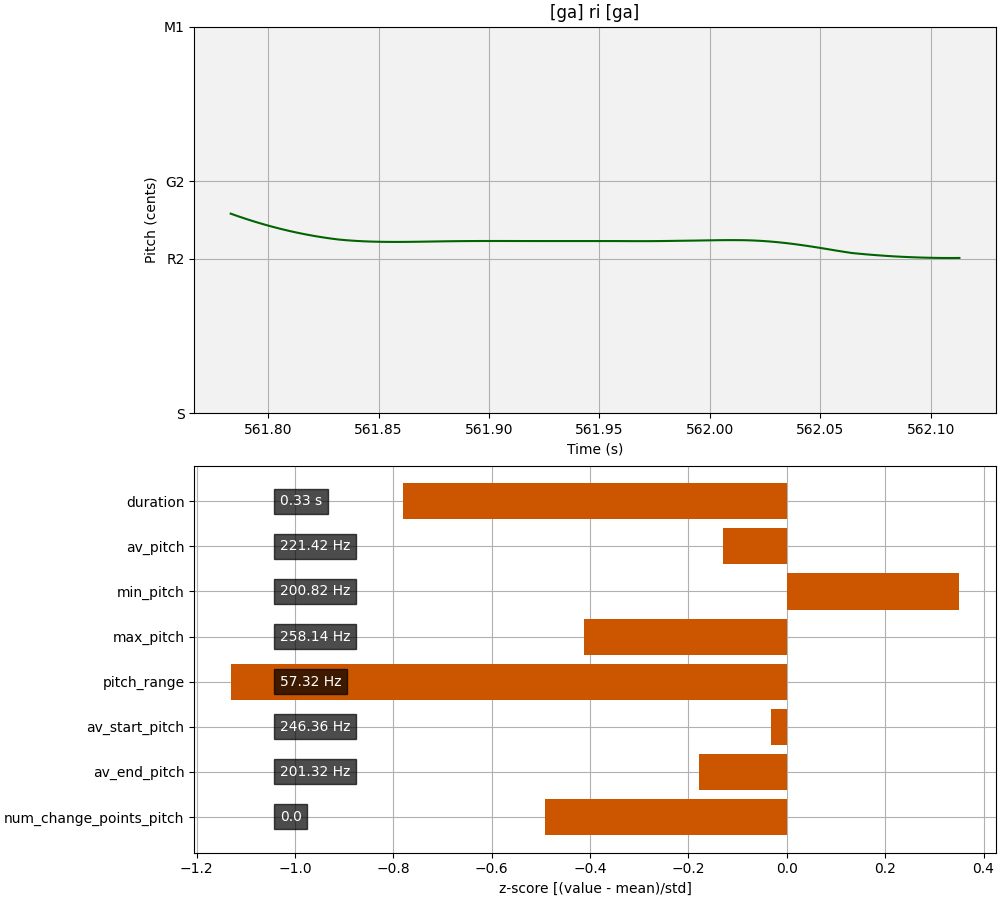 [ga] ri [ga]
M1
G2
R2
S
Pitch (cents)
561.80 561.85 561.90 561.95 562.00 562.05 562.10
Time (s)
duration 0.33 s
av_pitch 221.42 Hz
min_pitch 200.82 Hz
max_pitch 258.14 Hz
pitch_range 57.32 Hz
av_start_pitch 246.36 Hz
av_end_pitch 201.32 Hz
num_change_points_pitch 0.0
−1.2 −1.0 −0.8 −0.6 −0.4 −0.2 0.0 0.2 0.4
z-score [(value - mean)/std]